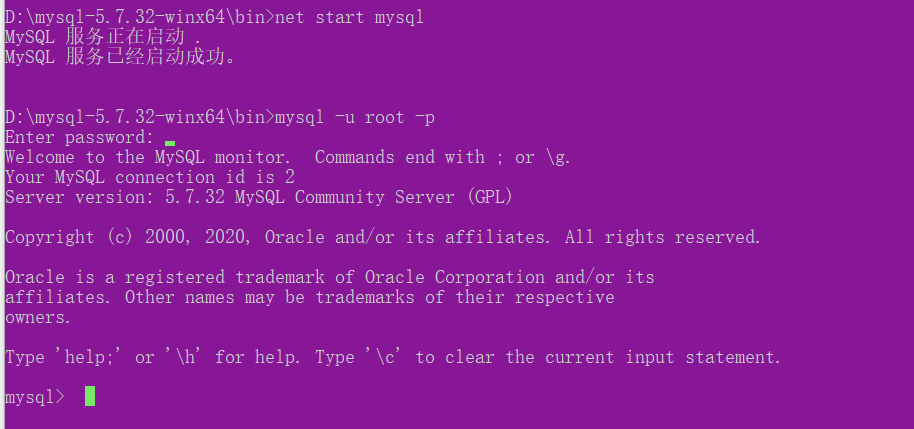 D:\mysql-5.7.32-winx64\bin>net start mysql
MySQL 服务正在启动 .
MySQL 服务已经启动成功。
D:\mysql-5.7.32-winx64\bin>mysql -u root -p
Enter password:
Welcome to the MySQL monitor.  Commands end with ; or \g.
Your MySQL connection id is 2
Server version: 5.7.32 MySQL Community Server (GPL)
Copyright (c) 2000, 2020, Oracle and/or its affiliates. All rights reserved.
Oracle is a registered trademark of Oracle Corporation and/or its
affiliates. Other names may be trademarks of their respective
owners.
Type 'help;' or '\h' for help. Type '\c' to clear the current input statement.
mysql>